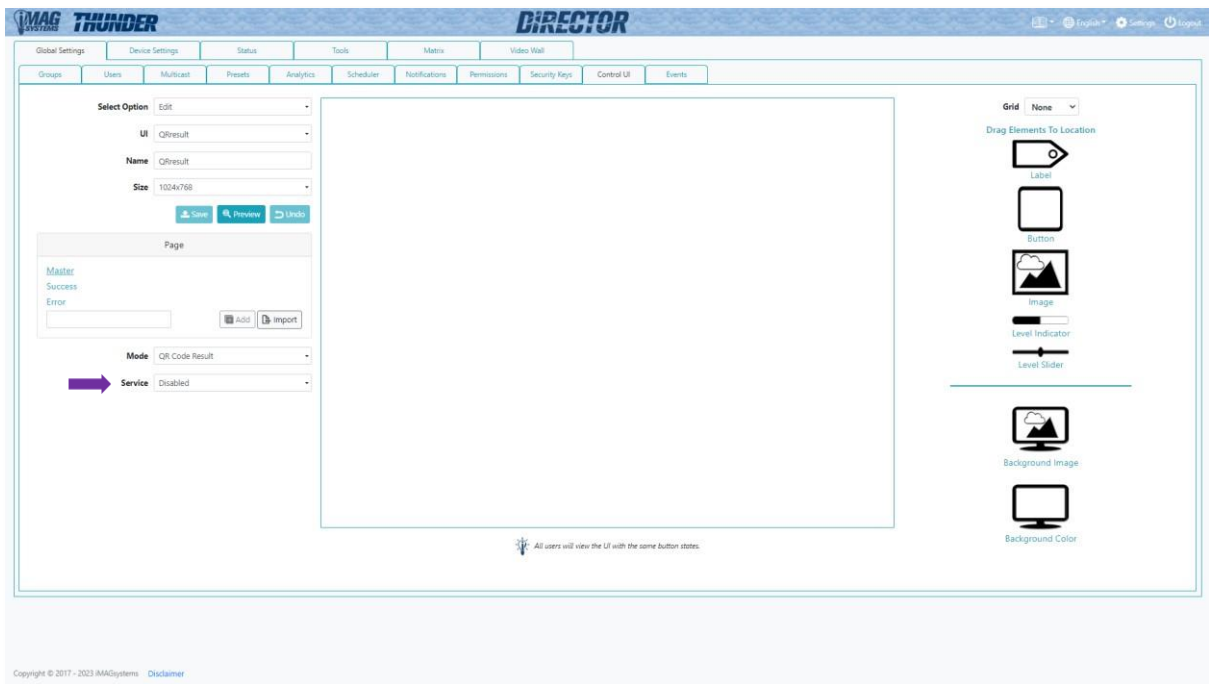 iMAG SYSTEMS THUNDER DiRECTOR English Settings Logout
Global Settings Device Settings Status Tools Matrix Video Wall
Groups Users Multicast Presets Analytics Scheduler Notifications Permissions Security Keys Control UI Events
Select Option Edit
UI QRresult
Name QRresult
Size 1024x768
Save Preview Undo
Page
Master
Success
Error
Add Import
Mode QR Code Result
Service Disabled
Grid None
Drag Elements To Location
Label
Button
Image
Level Indicator
Level Slider
Background Image
Background Color
All users will view the UI with the same button states.
Copyright © 2017 - 2023 iMAGsystems Disclaimer